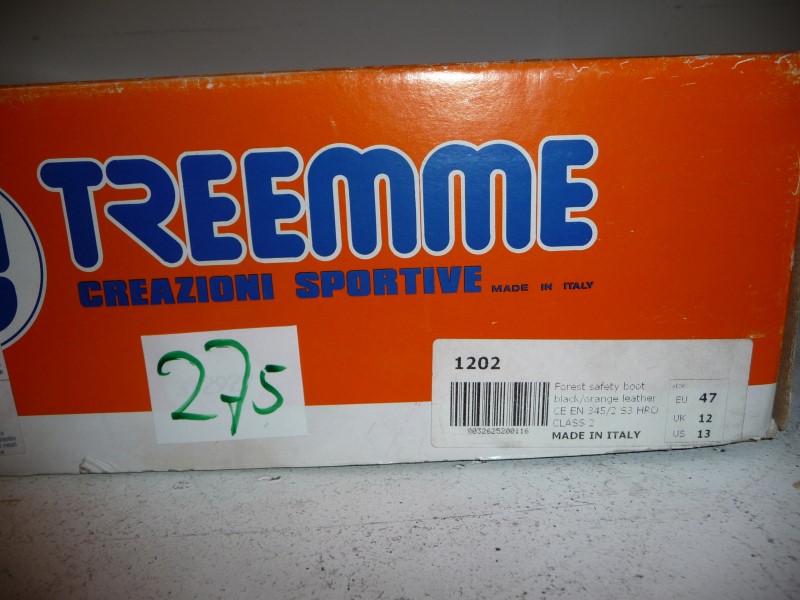 TREEMME
CREAZIONI SPORTIVE MADE IN ITALY
275
1202
Forest safety boot
black/orange leather
CE EN 345/2 S3 HRO
CLASS 2
9032625200116
MADE IN ITALY
EU 47
UK 12
US 13